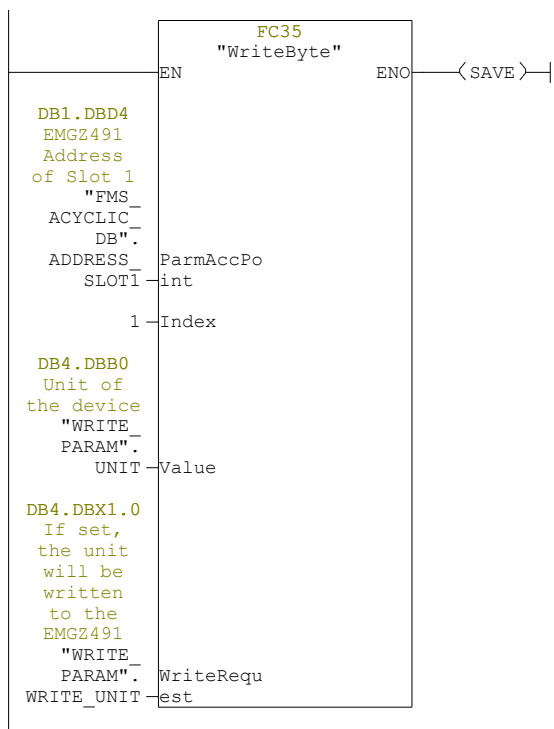 FC35
"WriteByte"
EN ENO SAVE
DB1.DBD4
EMGZ491
Address
of Slot 1
"FMS_
ACYCLIC_
DB".
ADDRESS_ ParmAccPo
SLOT1 int
1 Index
DB4.DBB0
Unit of
the device
"WRITE_
PARAM".
UNIT Value
DB4.DBX1.0
If set,
the unit
will be
written
to the
EMGZ491
"WRITE_
PARAM". WriteRequ
WRITE_UNIT est